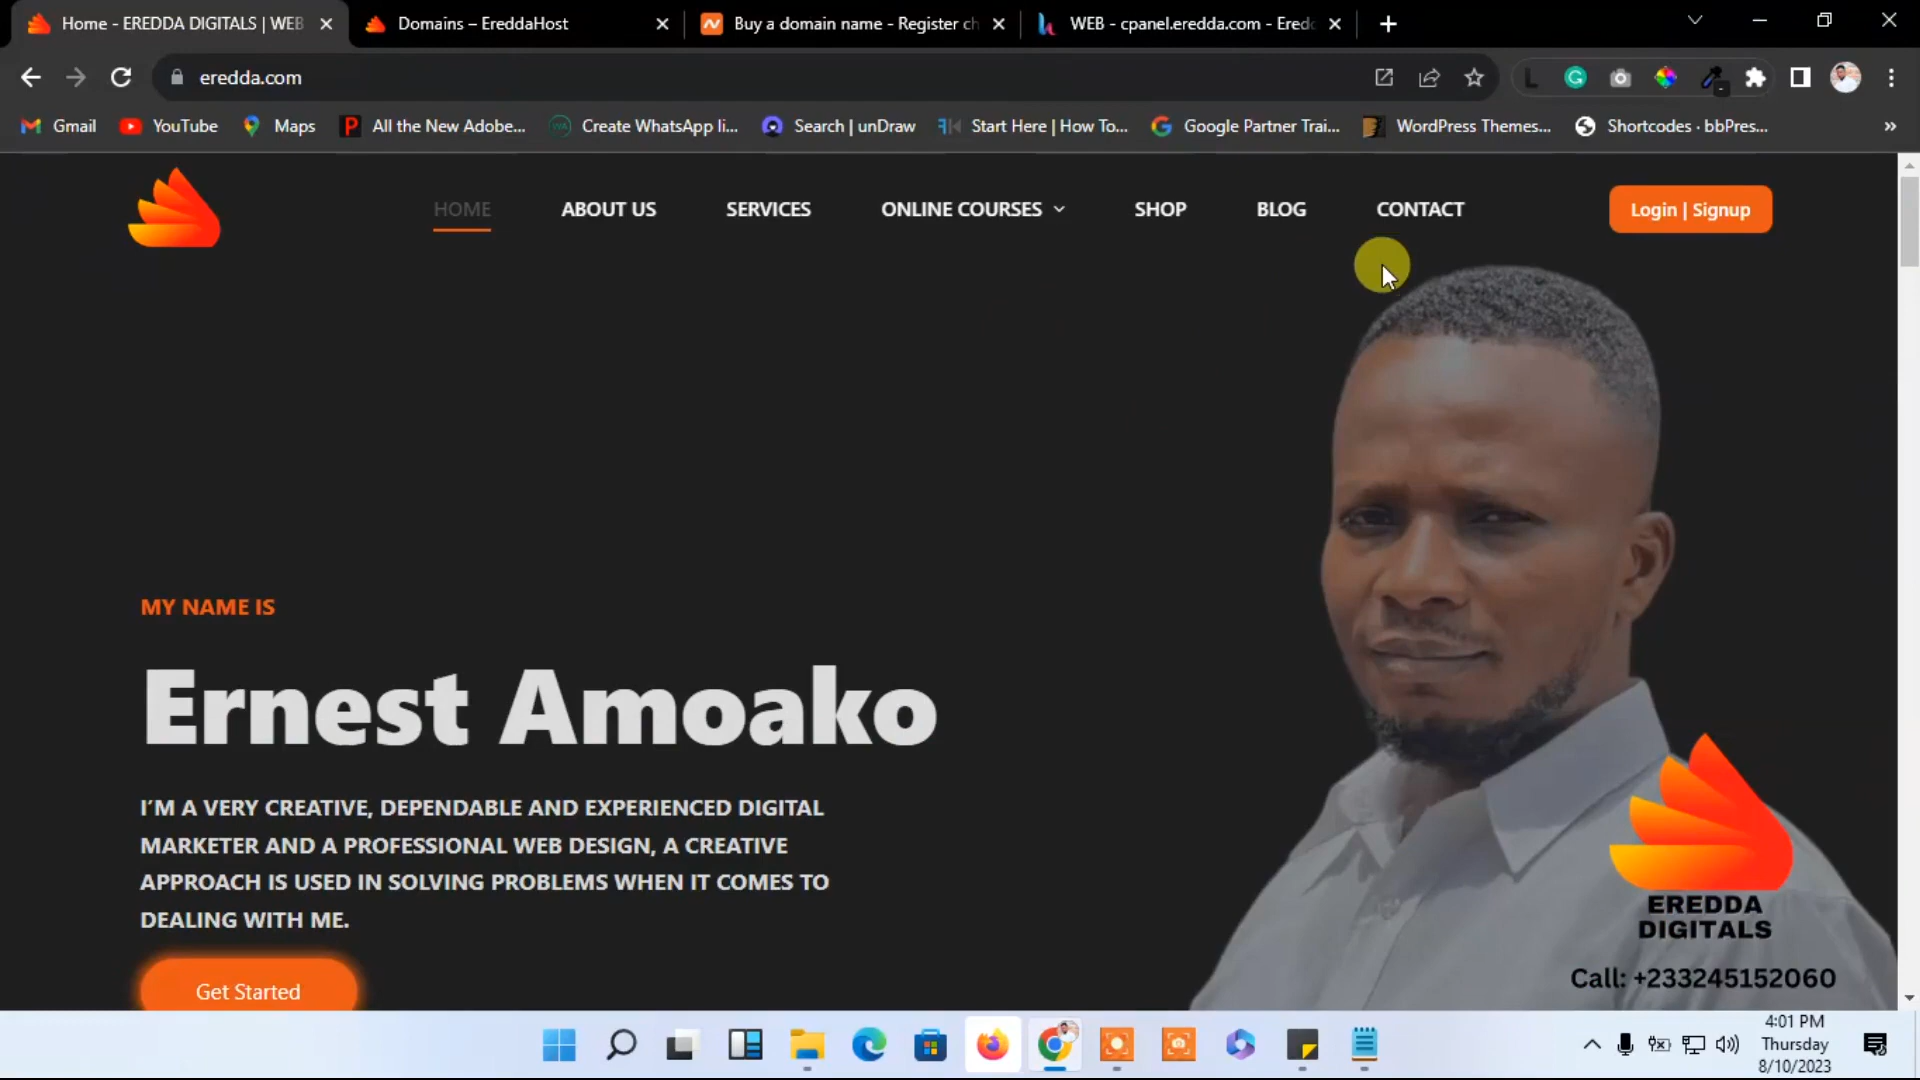 Home - EREDDA DIGITALS | WEB
Domains – EreddaHost
Buy a domain name - Register ch
WEB - cpanel.eredda.com - Eredd
eredda.com
Gmail
YouTube
Maps
All the New Adobe...
Create WhatsApp li...
Search | unDraw
Start Here | How To...
Google Partner Trai...
WordPress Themes...
Shortcodes · bbPres...
»
HOME
ABOUT US
SERVICES
ONLINE COURSES
SHOP
BLOG
CONTACT
Login | Signup
MY NAME IS
Ernest Amoako
I'M A VERY CREATIVE, DEPENDABLE AND EXPERIENCED DIGITAL
MARKETER AND A PROFESSIONAL WEB DESIGN, A CREATIVE
APPROACH IS USED IN SOLVING PROBLEMS WHEN IT COMES TO
DEALING WITH ME.
Get Started
EREDDA
DIGITALS
Call: +233245152060
4:01 PM
Thursday
8/10/2023